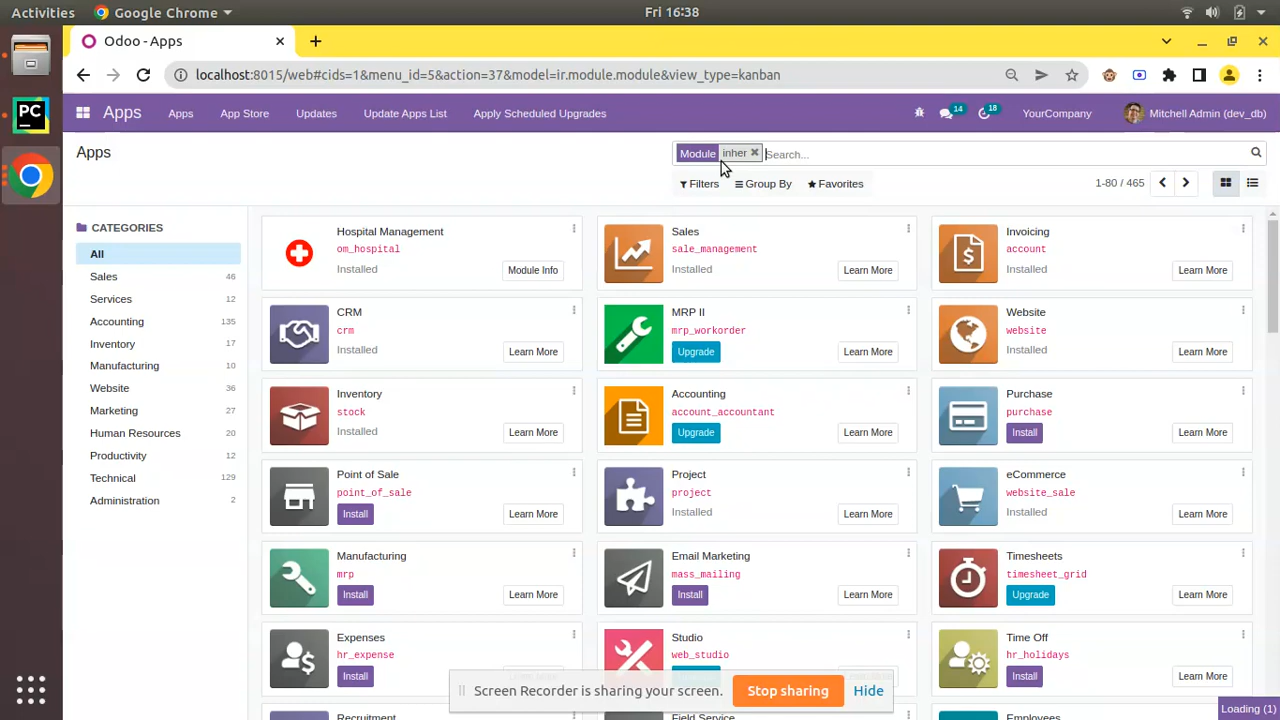 Activities
Google Chrome
Fri 16:38
Odoo - Apps
localhost:8015/web#cids=1&menu_id=5&action=37&model=ir.module.module&view_type=kanban
Apps
Apps
App Store
Updates
Update Apps List
Apply Scheduled Upgrades
14
18
YourCompany
Mitchell Admin (dev_db)
Apps
Module
inher
Search...
Filters
Group By
Favorites
1-80 / 465
CATEGORIES
All
Sales 46
Services 12
Accounting 135
Inventory 17
Manufacturing 10
Website 36
Marketing 27
Human Resources 20
Productivity 12
Technical 129
Administration 2
Hospital Management
om_hospital
Installed
Module Info
Sales
sale_management
Installed
Learn More
Invoicing
account
Installed
Learn More
CRM
crm
Installed
Learn More
MRP II
mrp_workorder
Upgrade
Learn More
Website
website
Installed
Learn More
Inventory
stock
Installed
Learn More
Accounting
account_accountant
Upgrade
Learn More
Purchase
purchase
Install
Learn More
Point of Sale
point_of_sale
Install
Learn More
Project
project
Installed
Learn More
eCommerce
website_sale
Installed
Learn More
Manufacturing
mrp
Install
Learn More
Email Marketing
mass_mailing
Install
Learn More
Timesheets
timesheet_grid
Upgrade
Learn More
Expenses
hr_expense
Install
Studio
web_studio
Time Off
hr_holidays
Install
Learn More
Recruitment
Field Service
Employees
Screen Recorder is sharing your screen.
Stop sharing
Hide
Loading (1)
PC